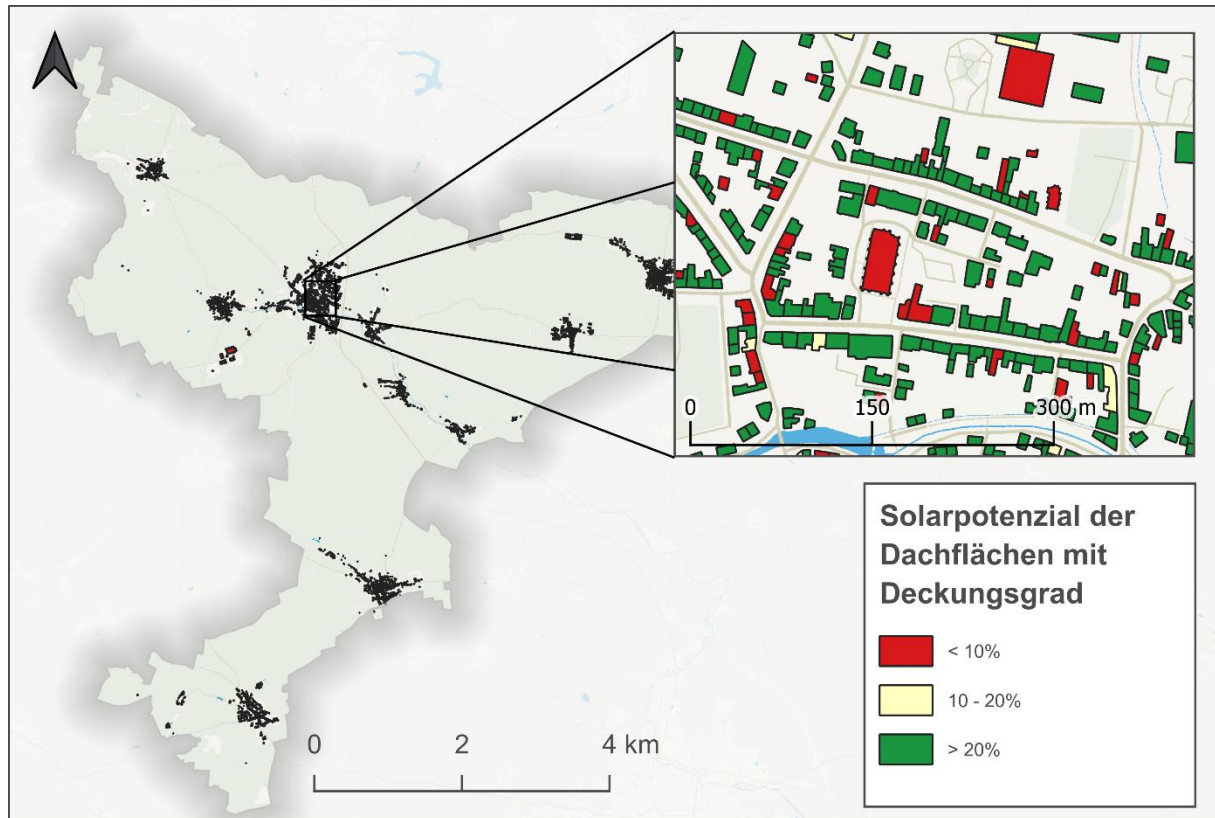 0 150 300 m
Solarpotenzial der
Dachflächen mit
Deckungsgrad
< 10%
10 - 20%
> 20%
0 2 4 km